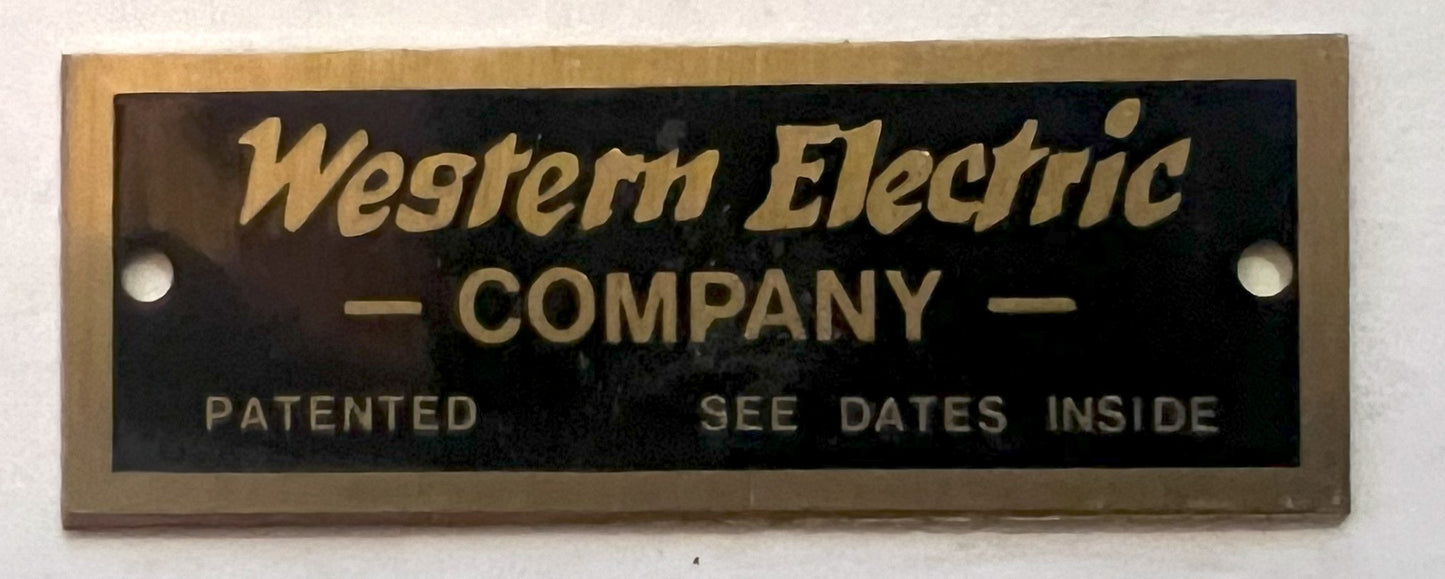 Western Electric
— COMPANY —
PATENTED SEE DATES INSIDE